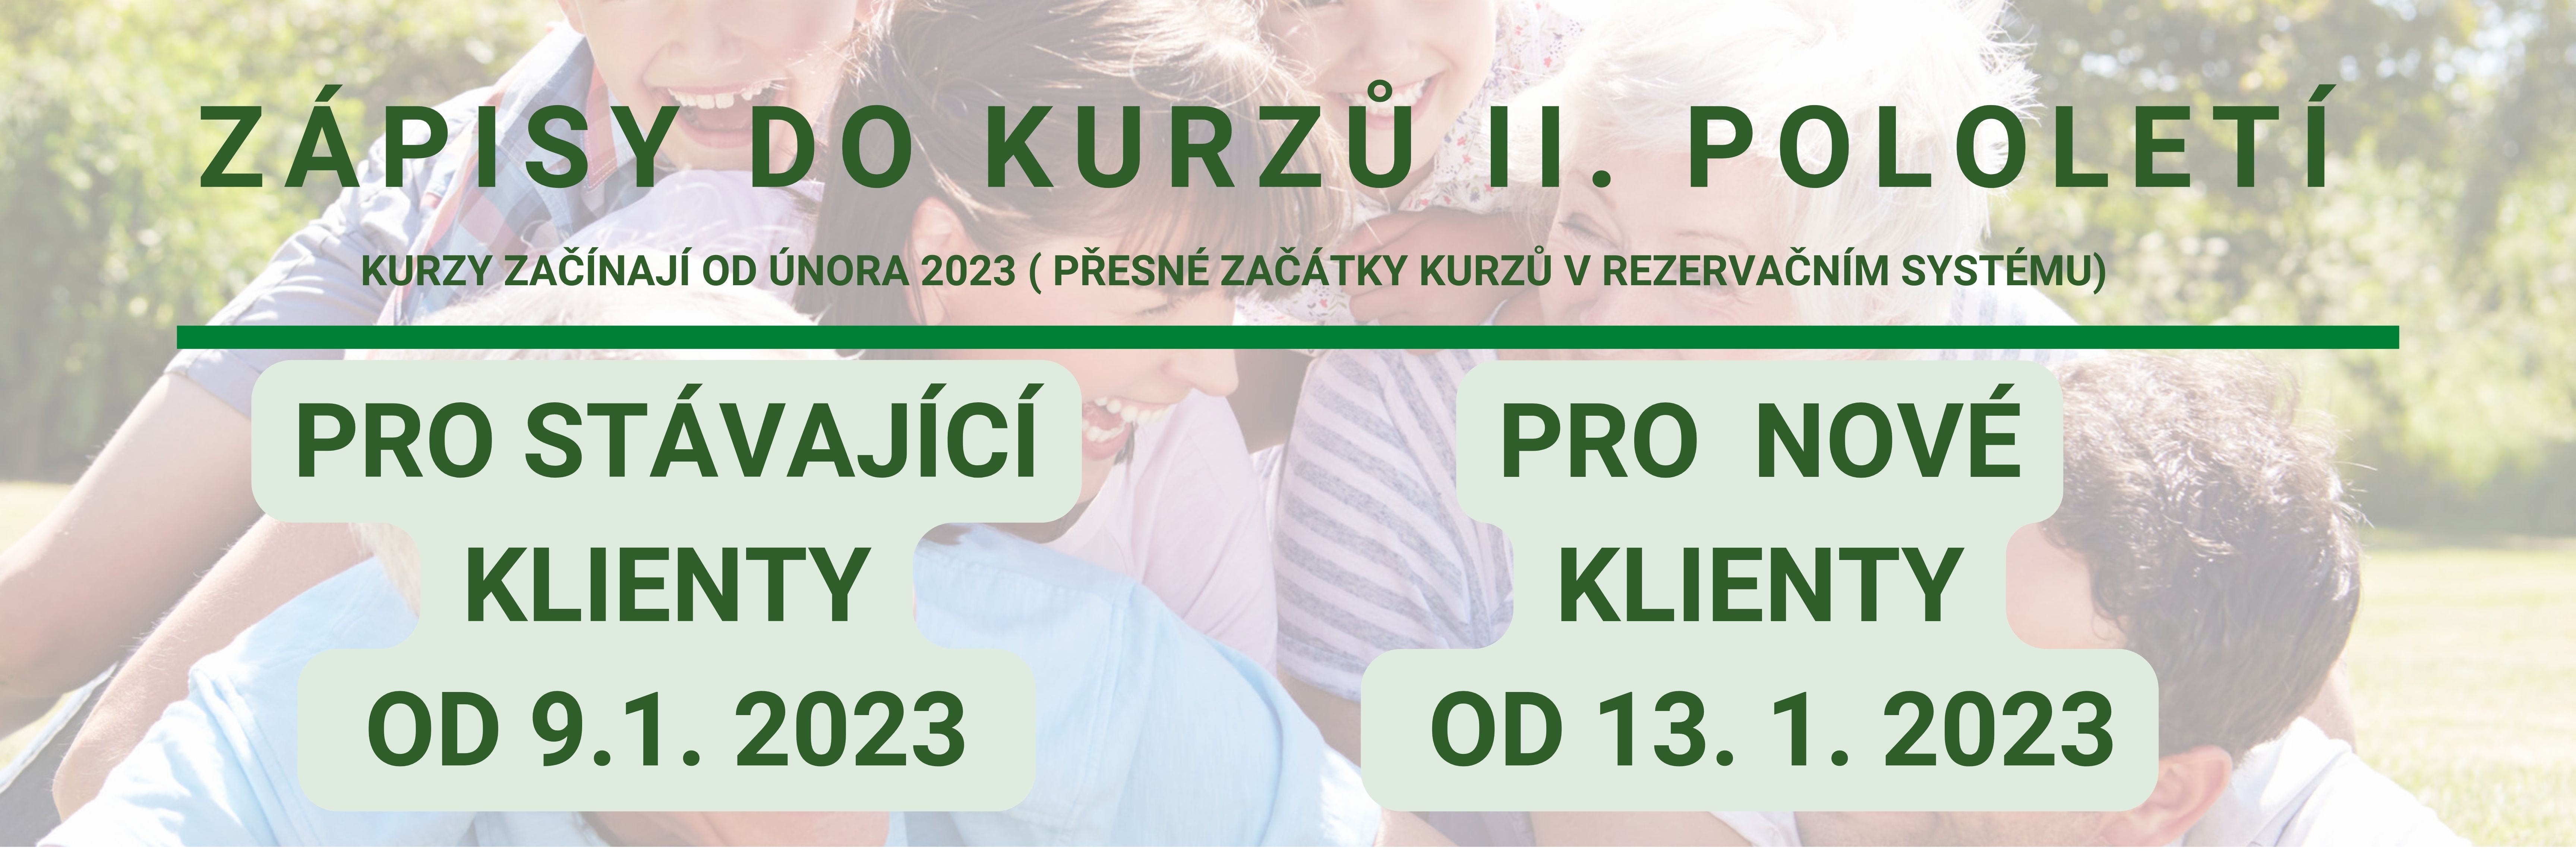 ZÁPISY DO KURZŮ II. POLOLETÍ
KURZY ZAČÍNAJÍ OD ÚNORA 2023 ( PŘESNÉ ZAČÁTKY KURZŮ V REZERVAČNÍM SYSTÉMU)
PRO STÁVAJÍCÍ
KLIENTY
OD 9.1. 2023
PRO NOVÉ
KLIENTY
OD 13. 1. 2023